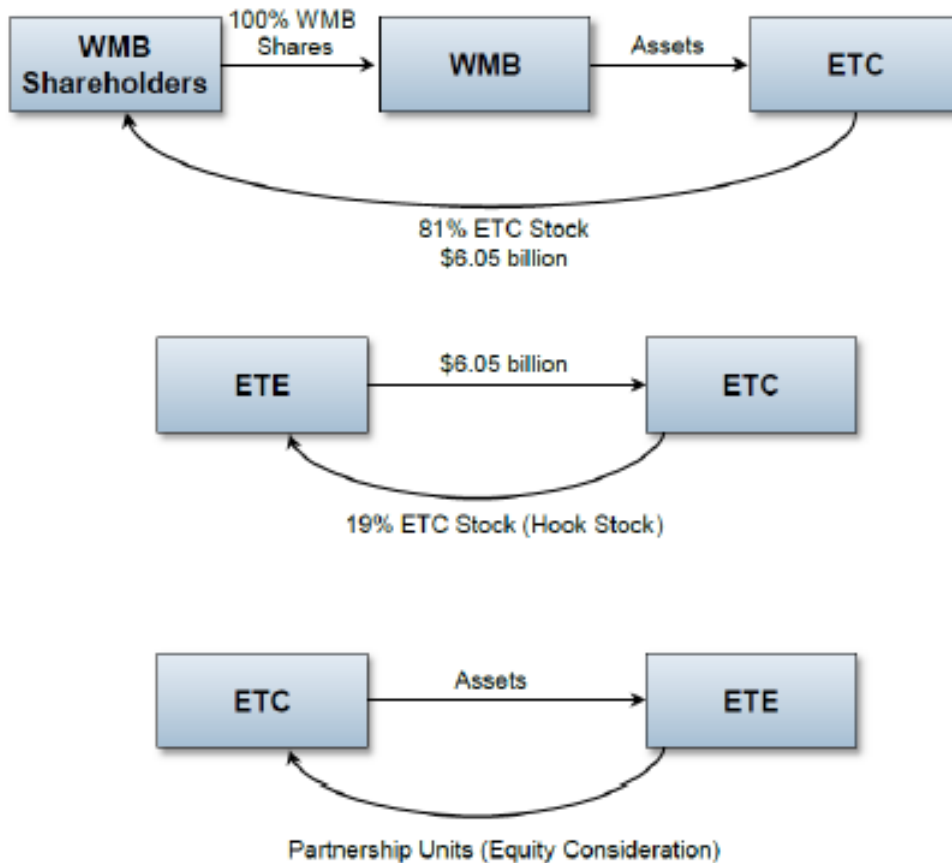 100% WMB
Shares
WMB
Shareholders
WMB
Assets
ETC
81% ETC Stock
$6.05 billion
ETE
$6.05 billion
ETC
19% ETC Stock (Hook Stock)
ETC
Assets
ETE
Partnership Units (Equity Consideration)